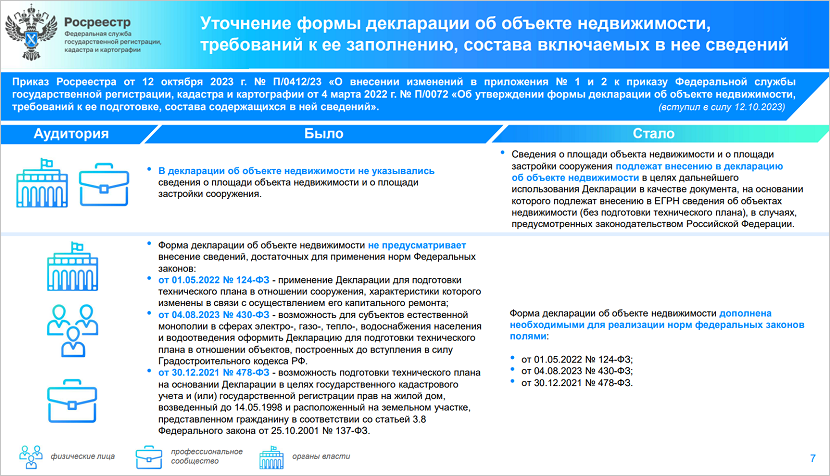 Росреестр
Федеральная служба
государственной регистрации,
кадастра и картографии
Уточнение формы декларации об объекте недвижимости,
требований к ее заполнению, состава включаемых в нее сведений
Приказ Росреестра от 12 октября 2023 г. № П/0412/23 «О внесении изменений в приложения № 1 и 2 к приказу Федеральной службы
государственной регистрации, кадастра и картографии от 4 марта 2022 г. № П/0072 «Об утверждении формы декларации об объекте недвижимости,
требований к ее подготовке, состава содержащихся в ней сведений».
(вступил в силу 12.10.2023)
Аудитория
Было
Стало
• В декларации об объекте недвижимости не указывались
сведения о площади объекта недвижимости и о площади
застройки сооружения.
• Сведения о площади объекта недвижимости и о площади
застройки сооружения подлежат внесению в декларацию
об объекте недвижимости в целях дальнейшего
использования Декларации в качестве документа, на основании
которого подлежат внесению в ЕГРН сведения об объектах
недвижимости (без подготовки технического плана), в случаях,
предусмотренных законодательством Российской Федерации.
• Форма декларации об объекте недвижимости не предусматривает
внесение сведений, достаточных для применения норм Федеральных
законов:
• от 01.05.2022 № 124-ФЗ - применение Декларации для подготовки
технического плана в отношении сооружения, характеристики которого
изменены в связи с осуществлением его капитального ремонта;
• от 04.08.2023 № 430-ФЗ - возможность для субъектов естественной
монополии в сферах электро-, газо-, тепло-, водоснабжения населения
и водоотведения оформить Декларацию для подготовки технического
плана в отношении объектов, построенных до вступления в силу
Градостроительного кодекса РФ.
• от 30.12.2021 № 478-ФЗ - возможность подготовки технического плана
на основании Декларации в целях государственного кадастрового
учета и (или) государственной регистрации прав на жилой дом,
возведенный до 14.05.1998 и расположенный на земельном участке,
представленном гражданину в соответствии со статьей 3.8
Федерального закона от 25.10.2001 № 137-ФЗ.
Форма декларации об объекте недвижимости дополнена
необходимыми для реализации норм федеральных законов
полями:
• от 01.05.2022 № 124-ФЗ;
• от 04.08.2023 № 430-ФЗ;
• от 30.12.2021 № 478-ФЗ.
физические лица
профессиональное
сообщество
органы власти
7